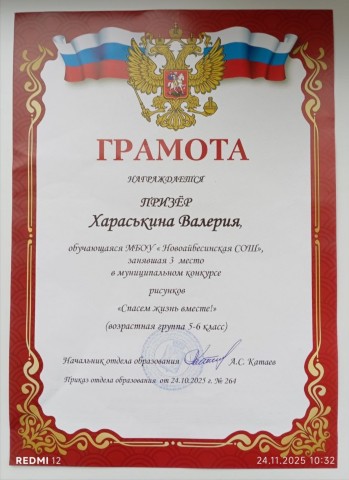 ГРАМОТА
НАГРАЖДАЕТСЯ
ПРИЗЁР
Хараськина Валерия,
обучающаяся МБОУ « Новоайбесинская СОШ»,
занявшая 3 место
в муниципальном конкурсе
рисунков
«Спасем жизнь вместе!»
(возрастная группа 5-6 класс)
Начальник отдела образования А.С. Катаев
Приказ отдела образования от 24.10.2025 г. № 264
REDMI 12
24.11.2025 10:32